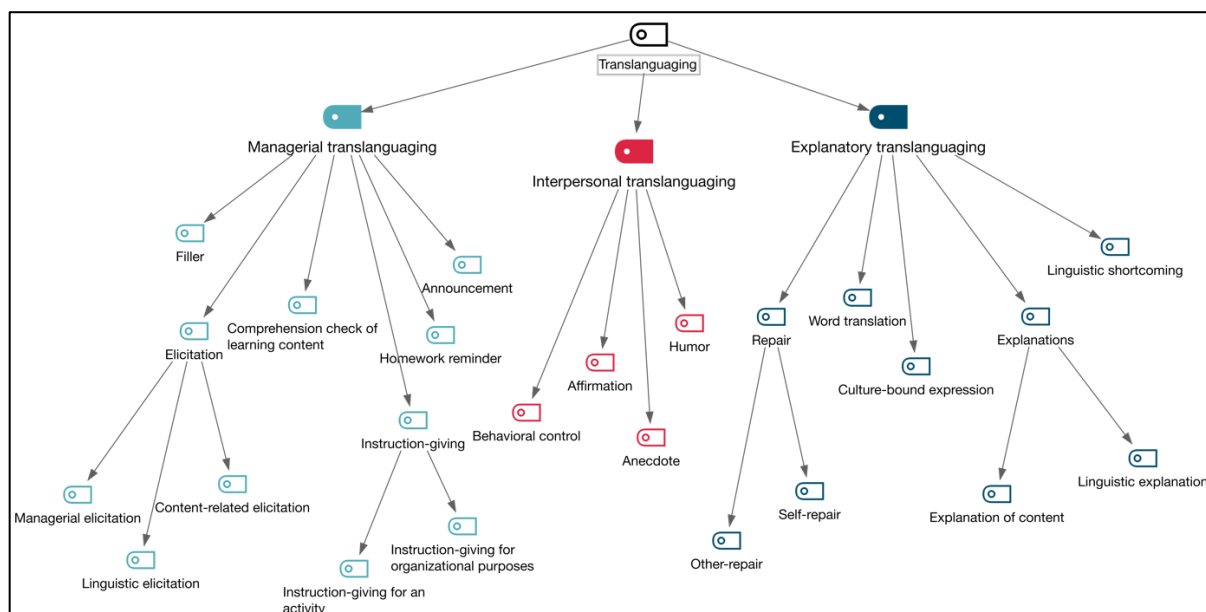 Translanguaging
Managerial translanguaging
Interpersonal translanguaging
Explanatory translanguaging
Filler
Announcement
Comprehension check of
learning content
Elicitation
Homework reminder
Instruction-giving
Managerial elicitation
Content-related elicitation
Linguistic elicitation
Instruction-giving for
organizational purposes
Instruction-giving for an
activity
Humor
Affirmation
Behavioral control
Anecdote
Linguistic shortcoming
Word translation
Repair
Explanations
Culture-bound expression
Linguistic explanation
Self-repair
Explanation of content
Other-repair